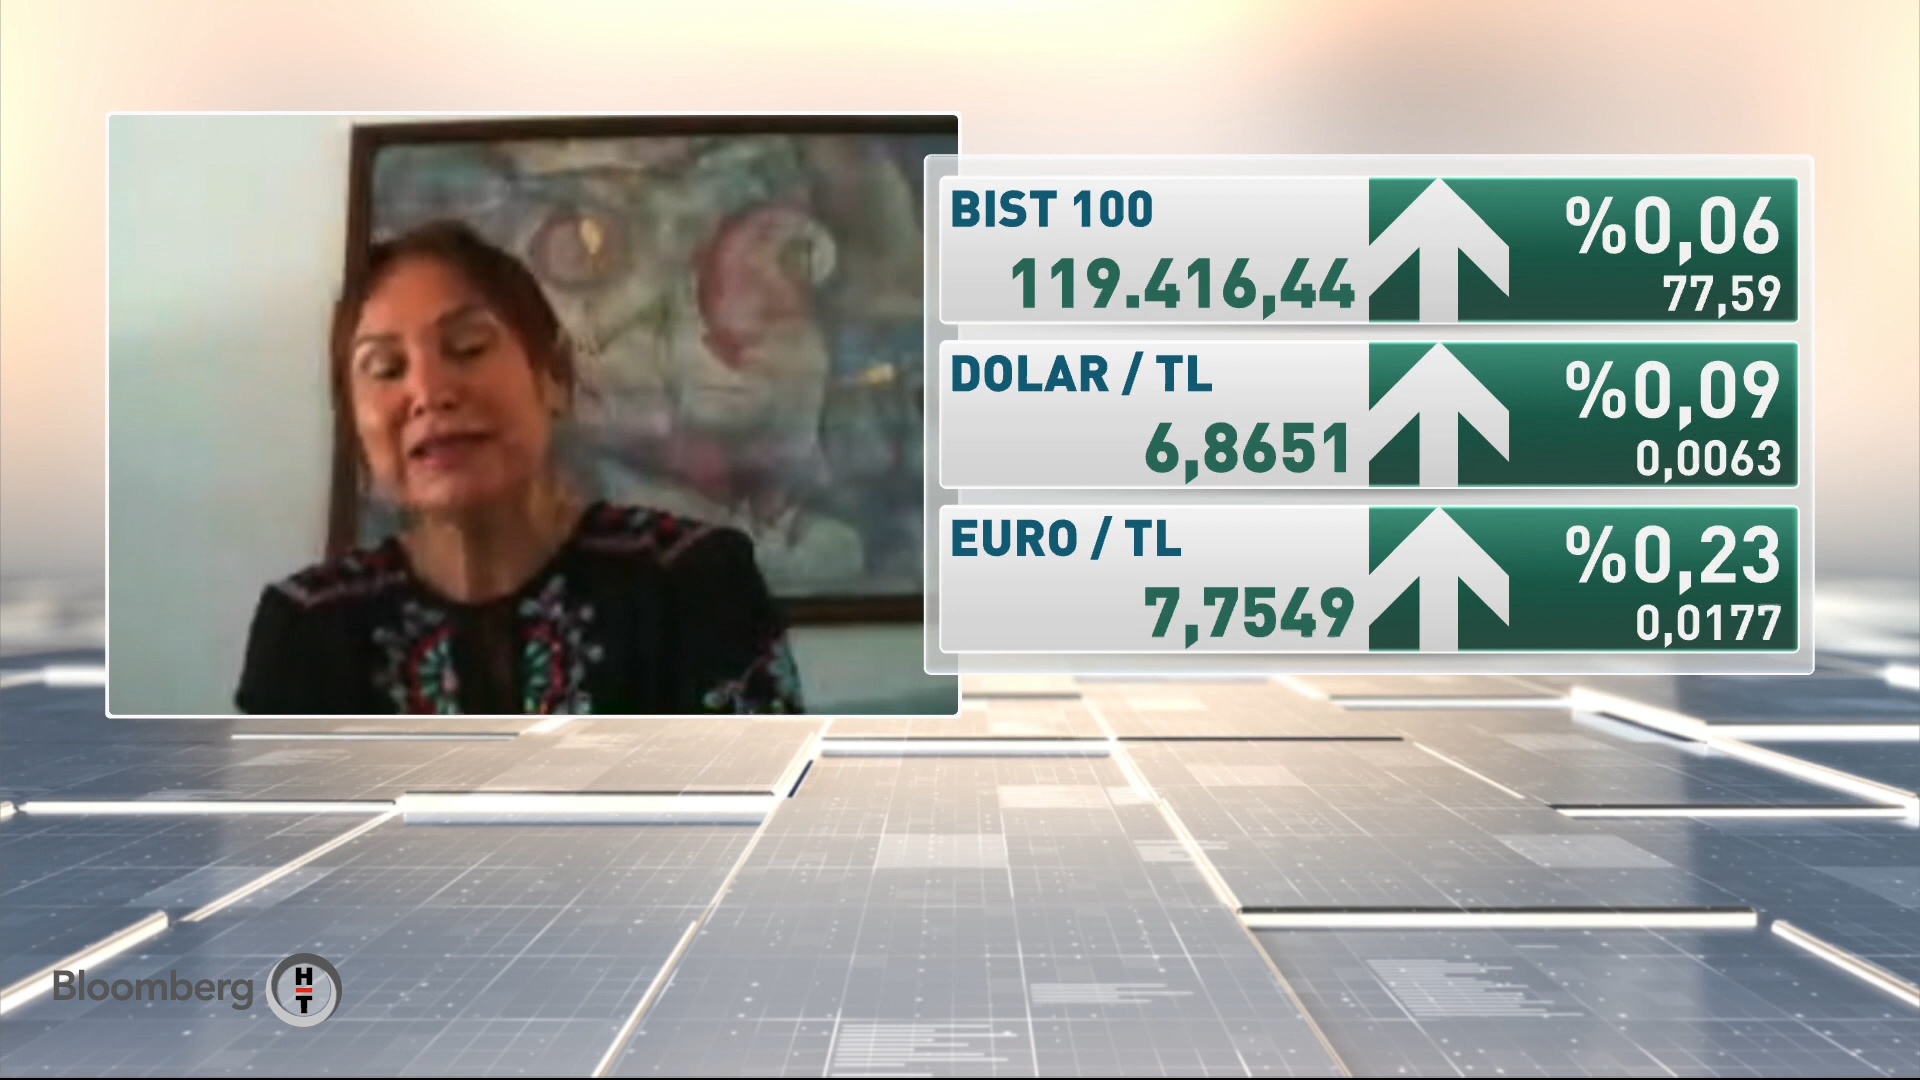 BIST 100
119.416,44
%0,06
77,59
DOLAR / TL
6,8651
%0,09
0,0063
EURO / TL
7,7549
%0,23
0,0177
Bloomberg HT